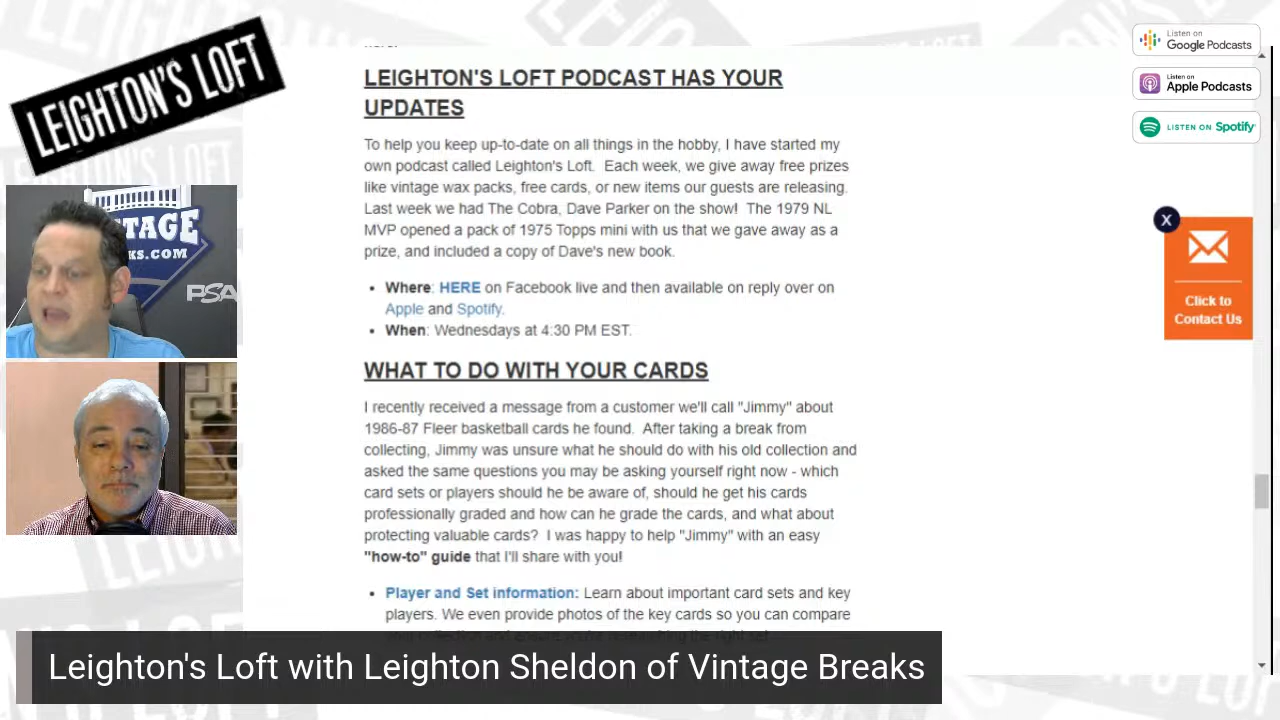 LEIGHTON'S LOFT
LEIGHTON'S LOFT PODCAST HAS YOUR
UPDATES
To help you keep up-to-date on all things in the hobby, I have started my
own podcast called Leighton's Loft. Each week, we give away free prizes
like vintage wax packs, free cards, or new items our guests are releasing.
Last week we had The Cobra, Dave Parker on the show! The 1979 NL
MVP opened a pack of 1975 Topps mini with us that we gave away as a
prize, and included a copy of Dave's new book.
• Where: HERE on Facebook live and then available on reply over on
Apple and Spotify.
• When: Wednesdays at 4:30 PM EST.
WHAT TO DO WITH YOUR CARDS
I recently received a message from a customer we'll call "Jimmy" about
1986-87 Fleer basketball cards he found. After taking a break from
collecting, Jimmy was unsure what he should do with his old collection and
asked the same questions you may be asking yourself right now - which
card sets or players should he be aware of, should he get his cards
professionally graded and how can he grade the cards, and what about
protecting valuable cards? I was happy to help "Jimmy" with an easy
"how-to" guide that I'll share with you!
• Player and Set information: Learn about important card sets and key
players. We even provide photos of the key cards so you can compare
Listen on
Google Podcasts
Listen on
Apple Podcasts
LISTEN ON Spotify
X
Click to
Contact Us
PSA
Leighton's Loft with Leighton Sheldon of Vintage Breaks